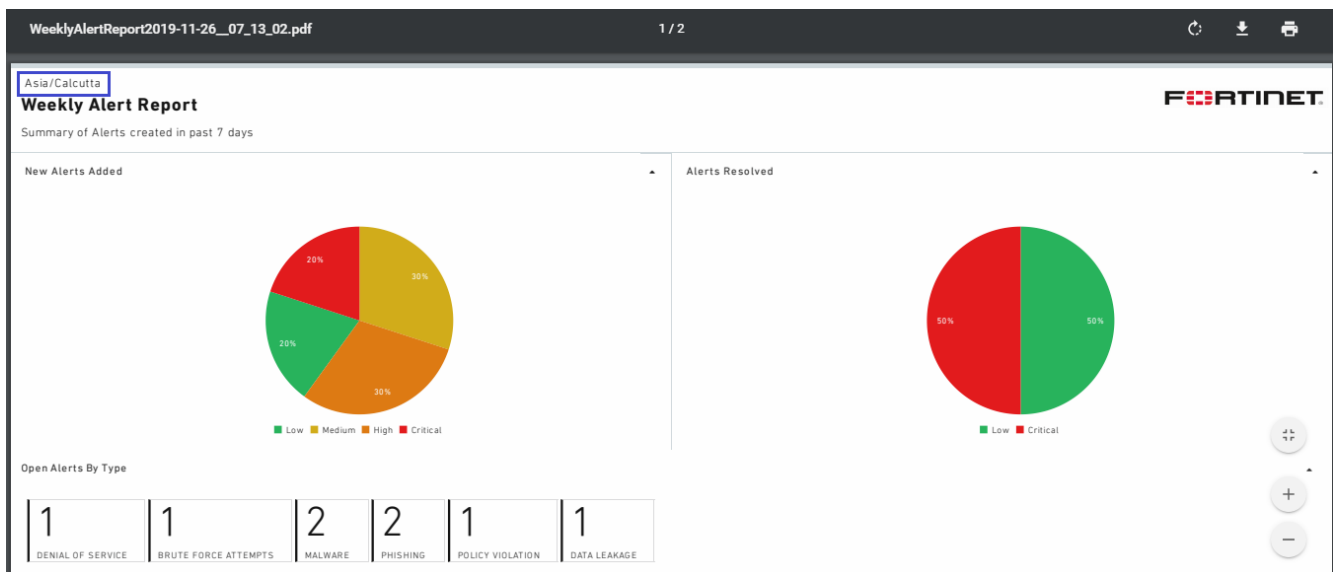 WeeklyAlertReport2019-11-26__07_13_02.pdf 1 / 2
Asia/Calcutta
Weekly Alert Report
FORTINET
Summary of Alerts created in past 7 days
New Alerts Added
20%
30%
20%
30%
Low Medium High Critical
Alerts Resolved
50% 50%
Low Critical
Open Alerts By Type
1 1 2 2 1 1
DENIAL OF SERVICE BRUTE FORCE ATTEMPTS MALWARE PHISHING POLICY VIOLATION DATA LEAKAGE